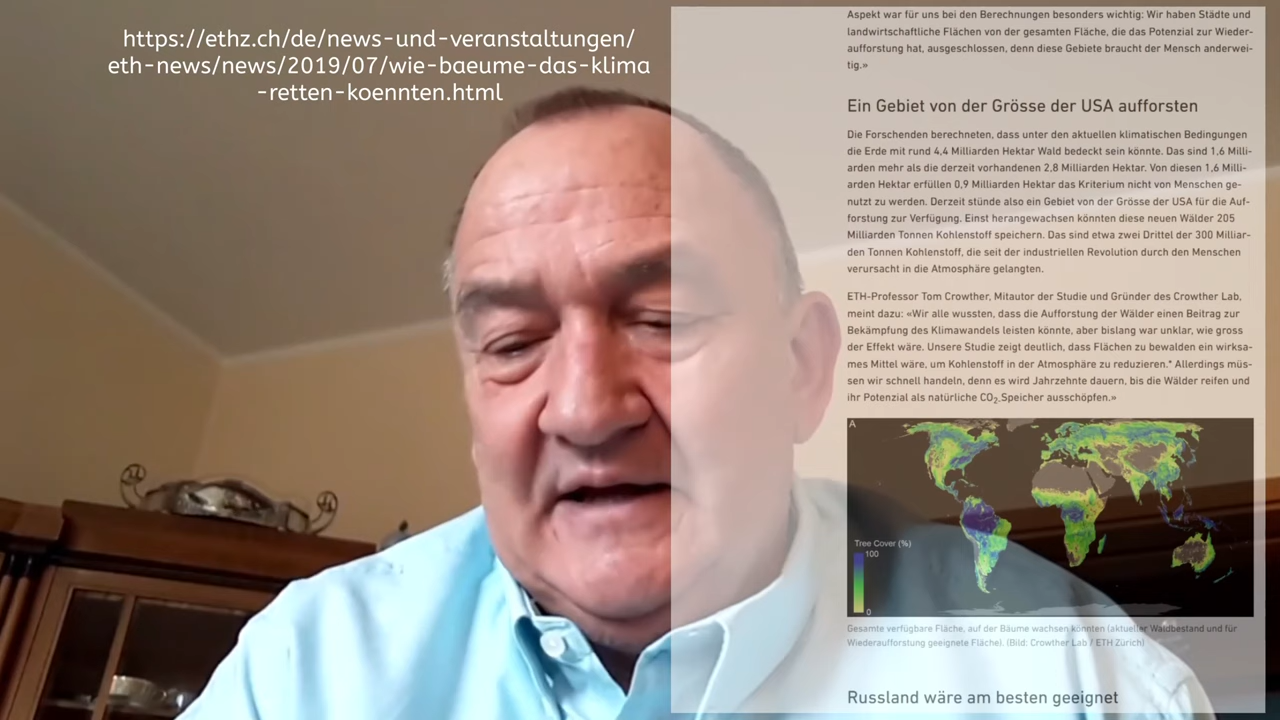 https://ethz.ch/de/news-und-veranstaltungen/
eth-news/news/2019/07/wie-baeume-das-klima
-retten-koennten.html
Aspekt war für uns bei den Berechnungen besonders wichtig: Wir haben Städte und
landwirtschaftliche Flächen von der gesamten Fläche, die das Potenzial zur Wieder-
aufforstung hat, ausgeschlossen, denn diese Gebiete braucht der Mensch anderwei-
tig.»
Ein Gebiet von der Grösse der USA aufforsten
Die Forschenden berechneten, dass unter den aktuellen klimatischen Bedingungen
die Erde mit rund 4,4 Milliarden Hektar Wald bedeckt sein könnte. Das sind 1,6 Milli-
arden mehr als die derzeit vorhandenen 2,8 Milliarden Hektar. Von diesen 1,6 Milli-
arden Hektar erfüllen 0,9 Milliarden Hektar das Kriterium nicht von Menschen ge-
nutzt zu werden. Derzeit stünde also ein Gebiet von der Grösse der USA für die Auf-
forstung zur Verfügung. Einst herangewachsen könnten diese neuen Wälder 205
Milliarden Tonnen Kohlenstoff speichern. Das sind etwa zwei Drittel der 300 Milliar-
den Tonnen Kohlenstoff, die seit der industriellen Revolution durch den Menschen
verursacht in die Atmosphäre gelangten.
ETH-Professor Tom Crowther, Mitautor der Studie und Gründer des Crowther Lab,
meint dazu: «Wir alle wussten, dass die Aufforstung der Wälder einen Beitrag zur
Bekämpfung des Klimawandels leisten könnte, aber bislang war unklar, wie gross
der Effekt wäre. Unsere Studie zeigt deutlich, dass Flächen zu bewalden ein wirksa-
mes Mittel wäre, um Kohlenstoff in der Atmosphäre zu reduzieren.* Allerdings müs-
sen wir schnell handeln, denn es wird Jahrzehnte dauern, bis die Wälder reifen und
ihr Potenzial als natürliche CO2-Speicher ausschöpfen.»
A
Tree Cover (%)
100
0
Gesamte verfügbare Fläche, auf der Bäume wachsen könnten (aktueller Waldbestand und für
Wiederaufforstung geeignete Fläche). (Bild: Crowther Lab / ETH Zürich)
Russland wäre am besten geeignet